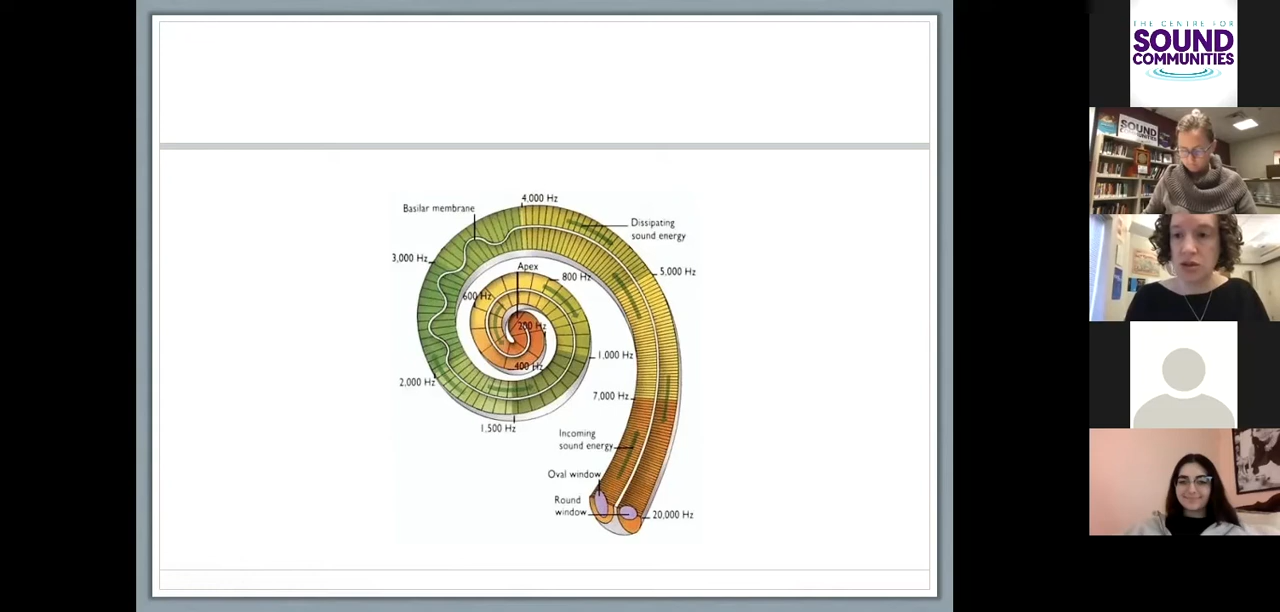 4,000 Hz
Basilar membrane
Dissipating
sound energy
3,000 Hz
Apex
800 Hz
5,000 Hz
600 Hz
200 Hz
1,000 Hz
400 Hz
2,000 Hz
7,000 Hz
1,500 Hz
Incoming
sound energy
Oval window
Round
window
20,000 Hz
THE CENTRE FOR
SOUND
COMMUNITIES
SOUND
COMMUNITIES